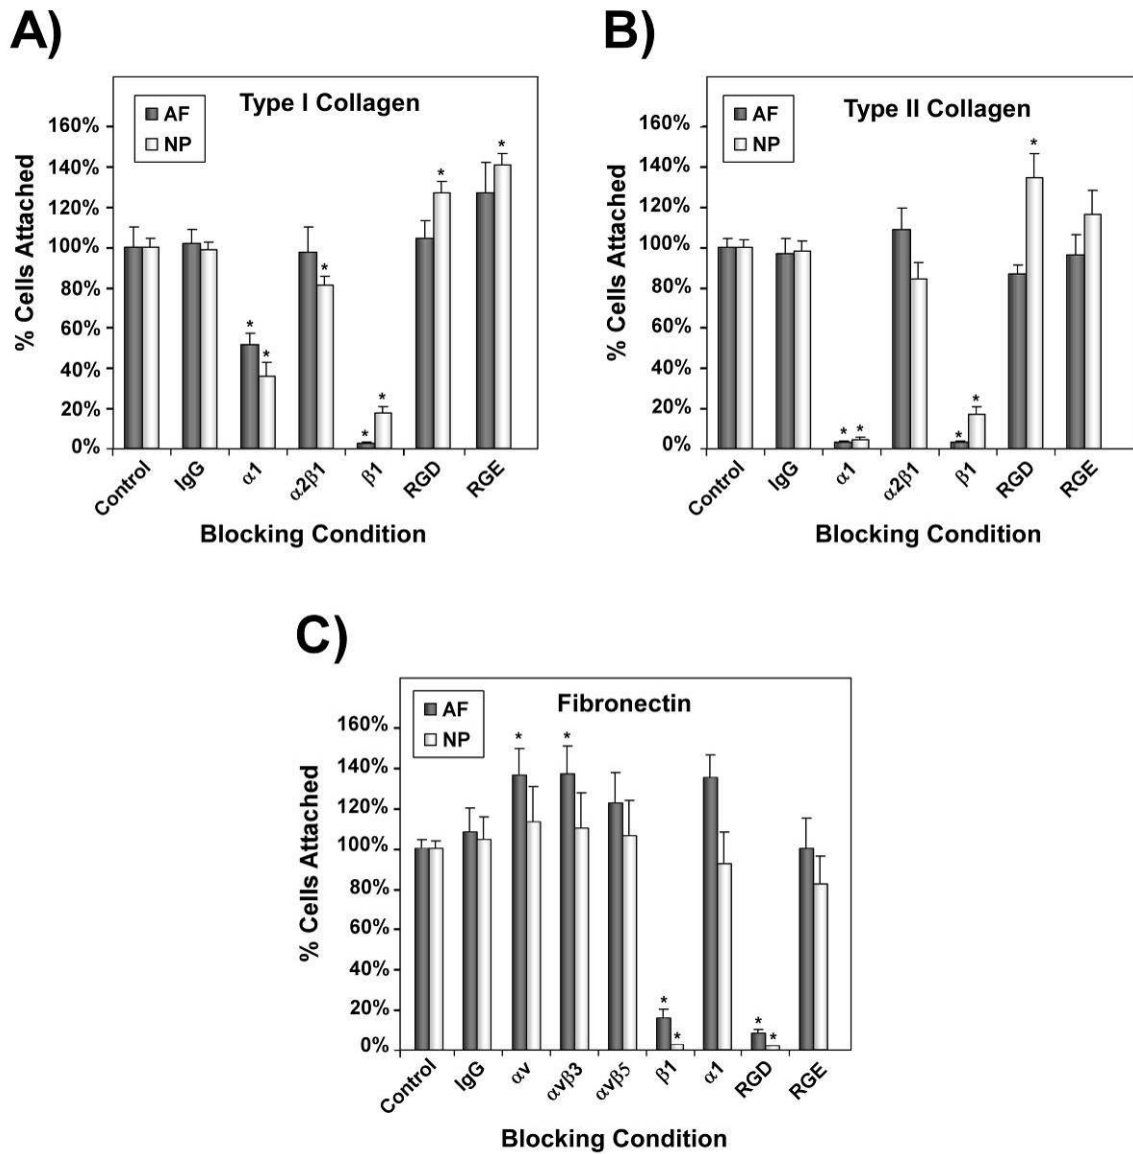 A)
Type I Collagen
AF
NP
160%
140%
120%
100%
80%
60%
40%
20%
0%
% Cells Attached
* * * * * * *
Control IgG α1 α2β1 β1 RGD RGE
Blocking Condition
B)
Type II Collagen
AF
NP
160%
140%
120%
100%
80%
60%
40%
20%
0%
% Cells Attached
* * * * *
Control IgG α1 α2β1 β1 RGD RGE
Blocking Condition
C)
Fibronectin
AF
NP
160%
140%
120%
100%
80%
60%
40%
20%
0%
% Cells Attached
* * * * * *
Control IgG αv αvβ3 αvβ5 β1 α1 RGD RGE
Blocking Condition